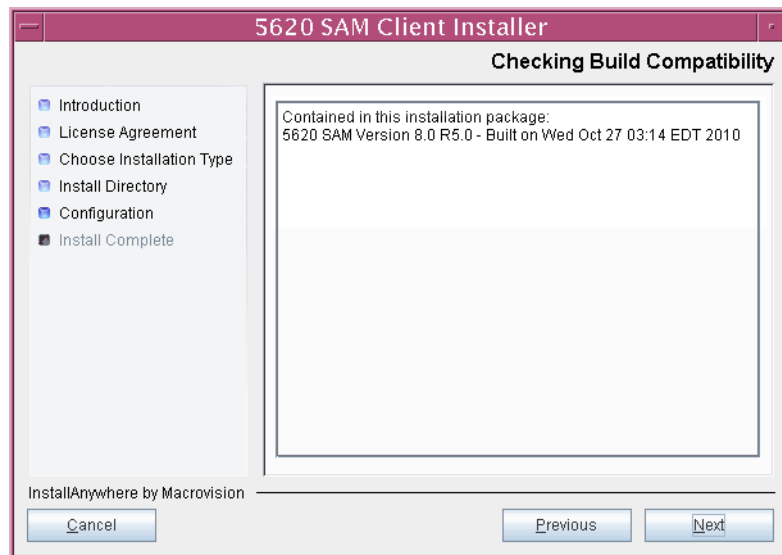 5620 SAM Client Installer
Checking Build Compatibility
Introduction
License Agreement
Choose Installation Type
Install Directory
Configuration
Install Complete
Contained in this installation package:
5620 SAM Version 8.0 R5.0 - Built on Wed Oct 27 03:14 EDT 2010
InstallAnywhere by Macrovision
Cancel
Previous
Next